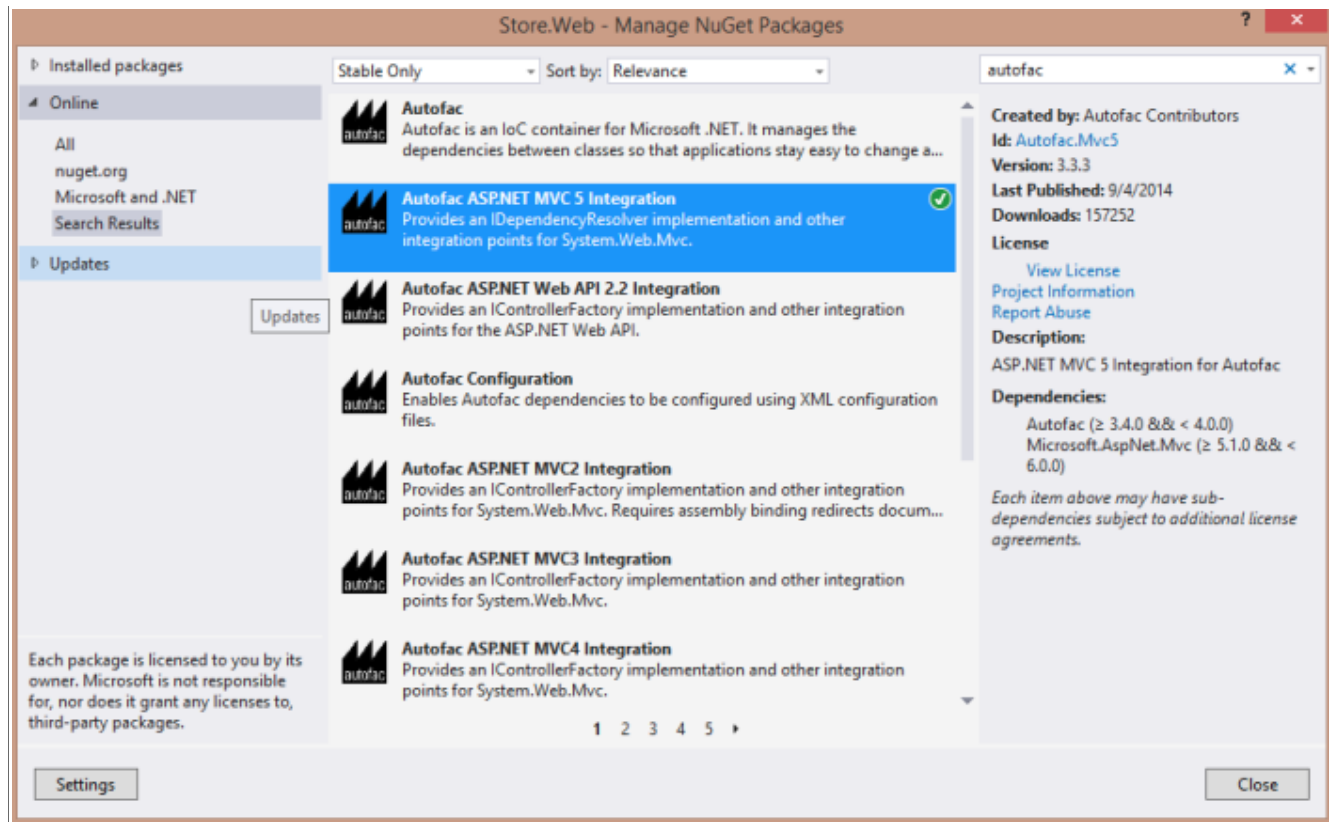 Store.Web - Manage NuGet Packages
?
×
Installed packages
Online
All
nuget.org
Microsoft and .NET
Search Results
Updates
Updates
Each package is licensed to you by its
owner. Microsoft is not responsible
for, nor does it grant any licenses to,
third-party packages.
Stable Only
Sort by: Relevance
autofac
Autofac
Autofac is an IoC container for Microsoft .NET. It manages the
dependencies between classes so that applications stay easy to change a...
autofac
Autofac ASP.NET MVC 5 Integration
Provides an IDependencyResolver implementation and other
integration points for System.Web.Mvc.
autofac
Autofac ASP.NET Web API 2.2 Integration
Provides an IControllerFactory implementation and other integration
points for the ASP.NET Web API.
autofac
Autofac Configuration
Enables Autofac dependencies to be configured using XML configuration
files.
autofac
Autofac ASP.NET MVC2 Integration
Provides an IControllerFactory implementation and other integration
points for System.Web.Mvc. Requires assembly binding redirects docum...
autofac
Autofac ASP.NET MVC3 Integration
Provides an IControllerFactory implementation and other integration
points for System.Web.Mvc.
autofac
Autofac ASP.NET MVC4 Integration
Provides an IControllerFactory implementation and other integration
points for System.Web.Mvc.
autofac
1 2 3 4 5
Created by: Autofac Contributors
Id: Autofac.Mvc5
Version: 3.3.3
Last Published: 9/4/2014
Downloads: 157252
License
View License
Project Information
Report Abuse
Description:
ASP.NET MVC 5 Integration for Autofac
Dependencies:
Autofac (≥ 3.4.0 && < 4.0.0)
Microsoft.AspNet.Mvc (≥ 5.1.0 && <
6.0.0)
Each item above may have sub-
dependencies subject to additional license
agreements.
Settings
Close